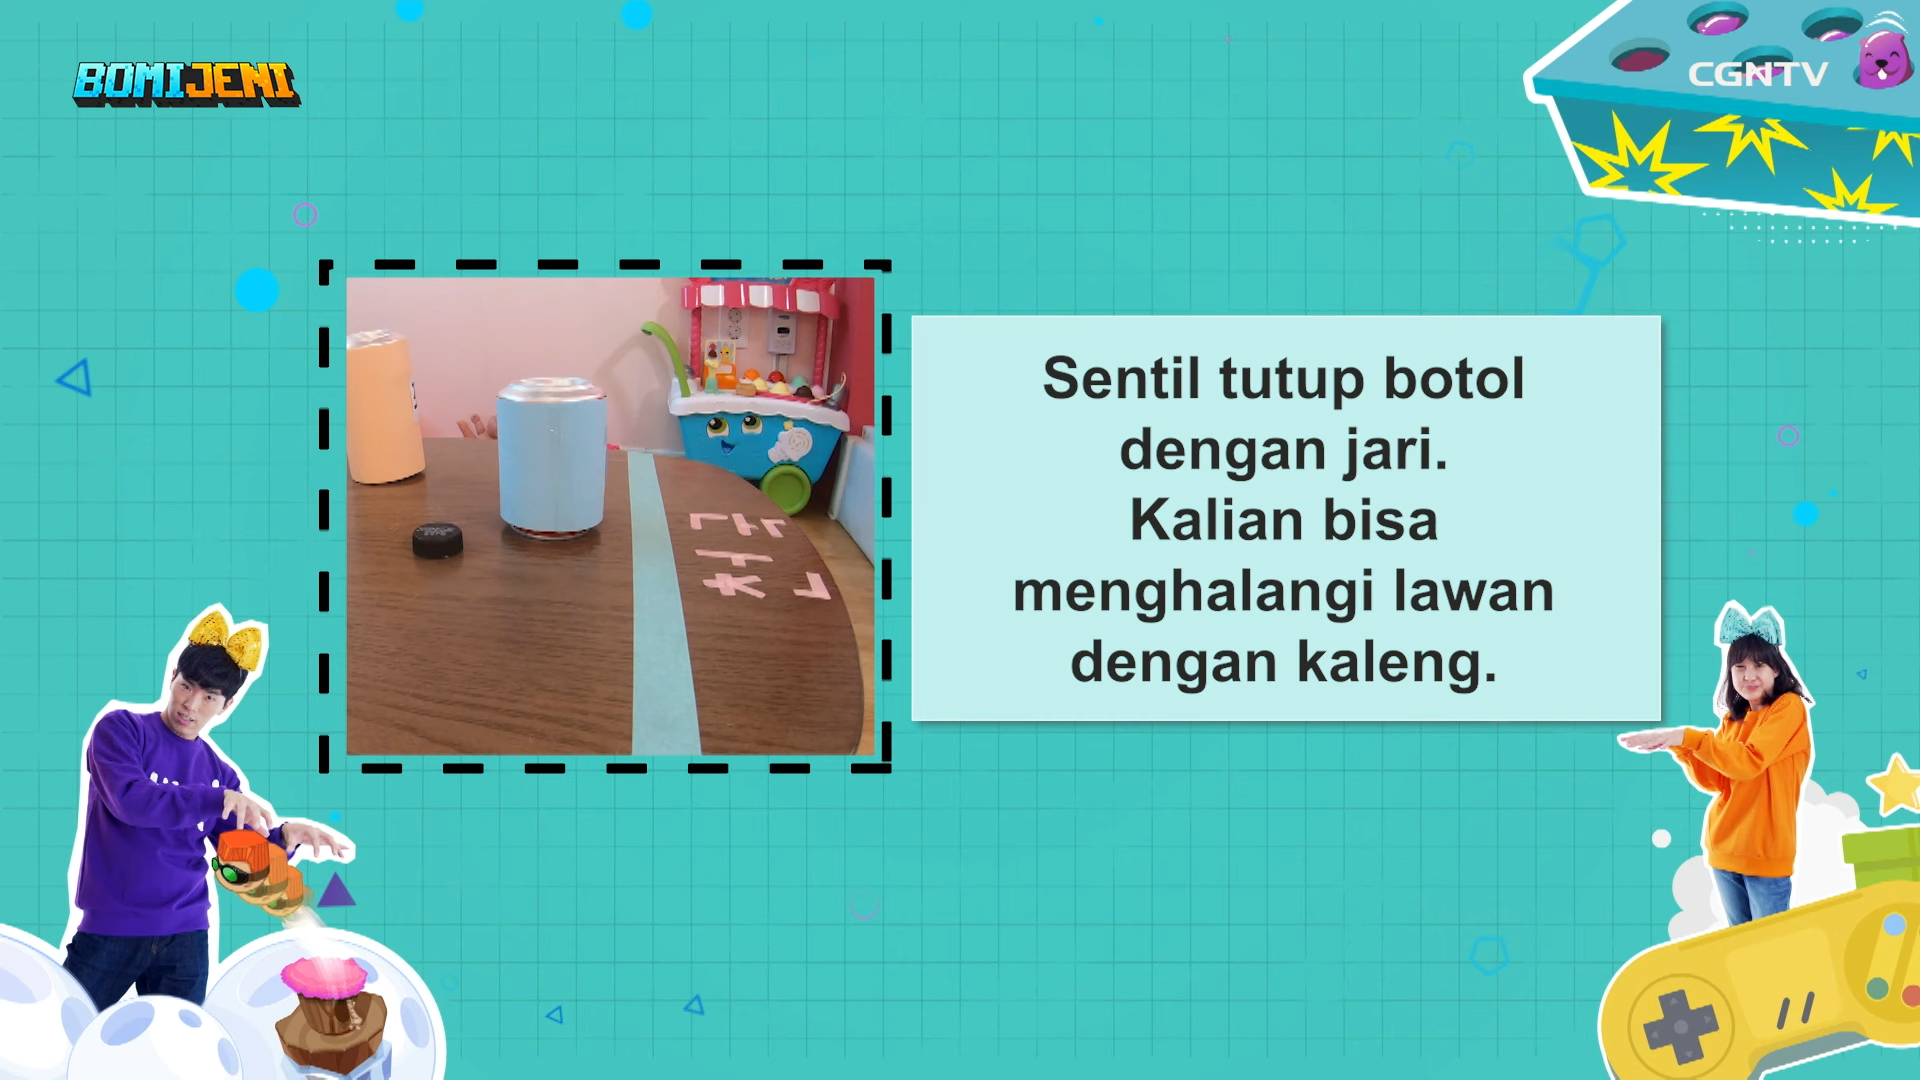 BOMIJENI
CGNTV
Sentil tutup botol
dengan jari.
Kalian bisa
menghalangi lawan
dengan kaleng.